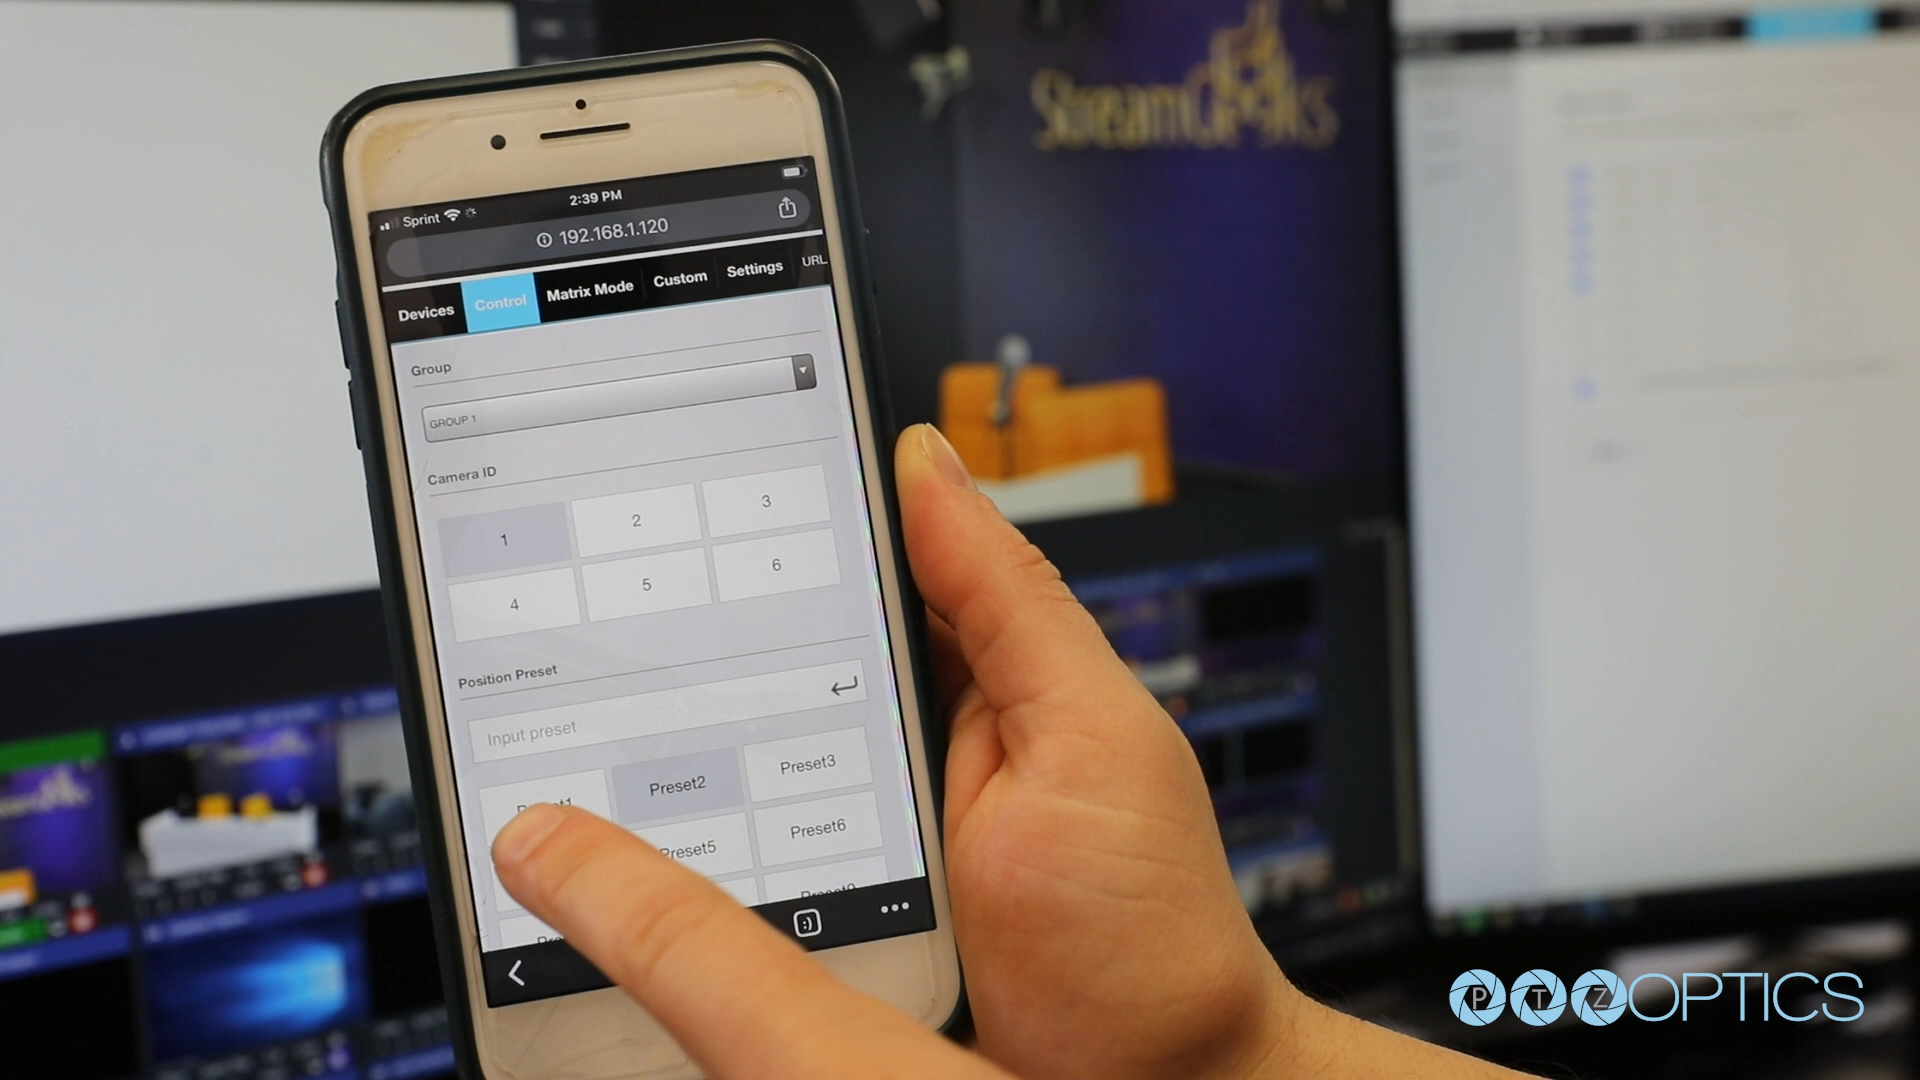 StreamGeeks
Sprint
2:39 PM
192.168.1.120
Devices
Control
Matrix Mode
Custom
Settings
URL
Group
GROUP 1
Camera ID
1
2
3
4
5
6
Position Preset
Input preset
Preset2
Preset3
Preset5
Preset6
:)
PTZOPTICS